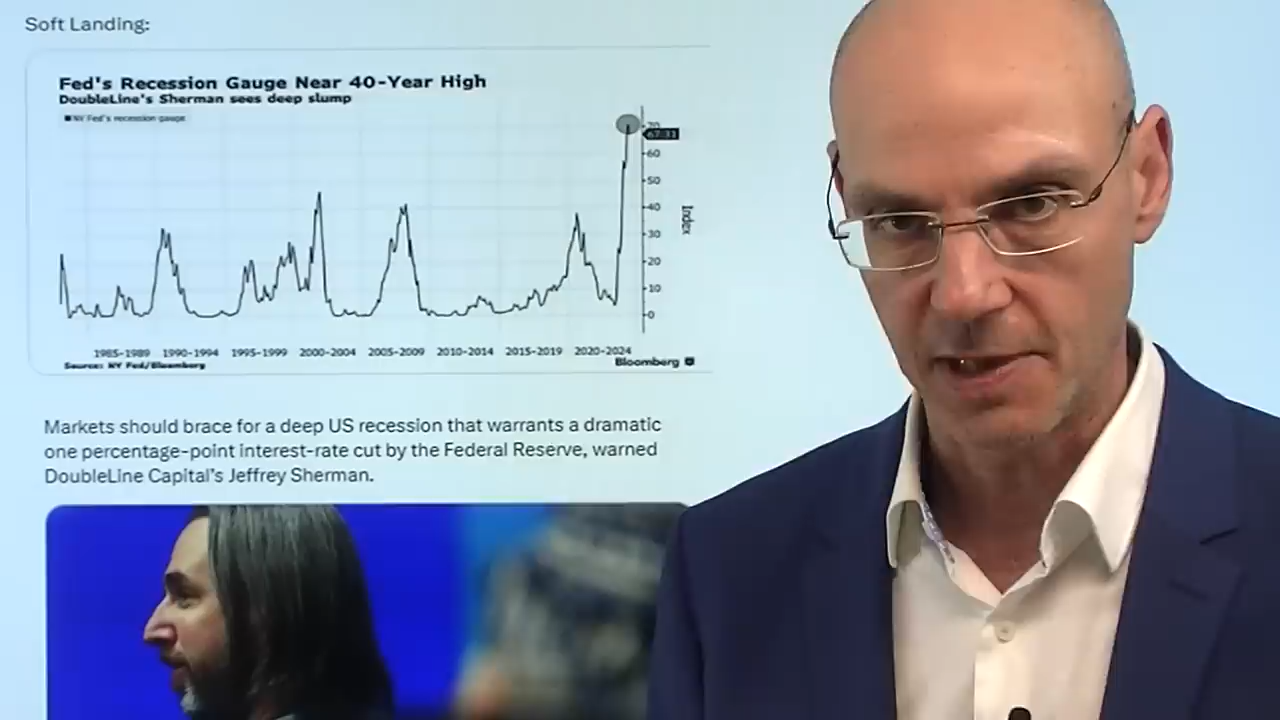 Soft Landing:
Fed's Recession Gauge Near 40-Year High
DoubleLine's Sherman sees deep slump
NY Fed's recession gauge
70
67.31
60
50
40
30
20
10
0
Index
1985-1989 1990-1994 1995-1999 2000-2004 2005-2009 2010-2014 2015-2019 2020-2024
Source: NY Fed/Bloomberg
Bloomberg
Markets should brace for a deep US recession that warrants a dramatic
one percentage-point interest-rate cut by the Federal Reserve, warned
DoubleLine Capital's Jeffrey Sherman.